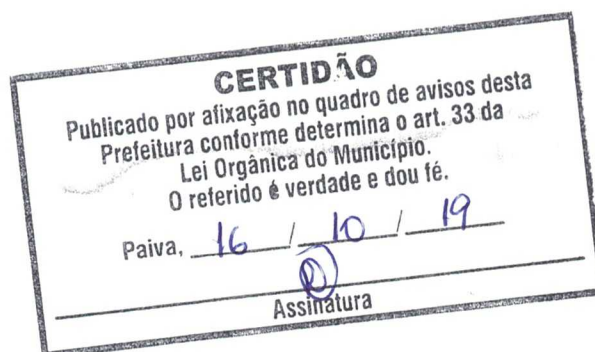 CERTIDÃO
Publicado por afixação no quadro de avisos desta
Prefeitura conforme determina o art. 33 da
Lei Orgânica do Município.
O referido é verdade e dou fé.
Paiva, 16 / 10 / 19
Assinatura